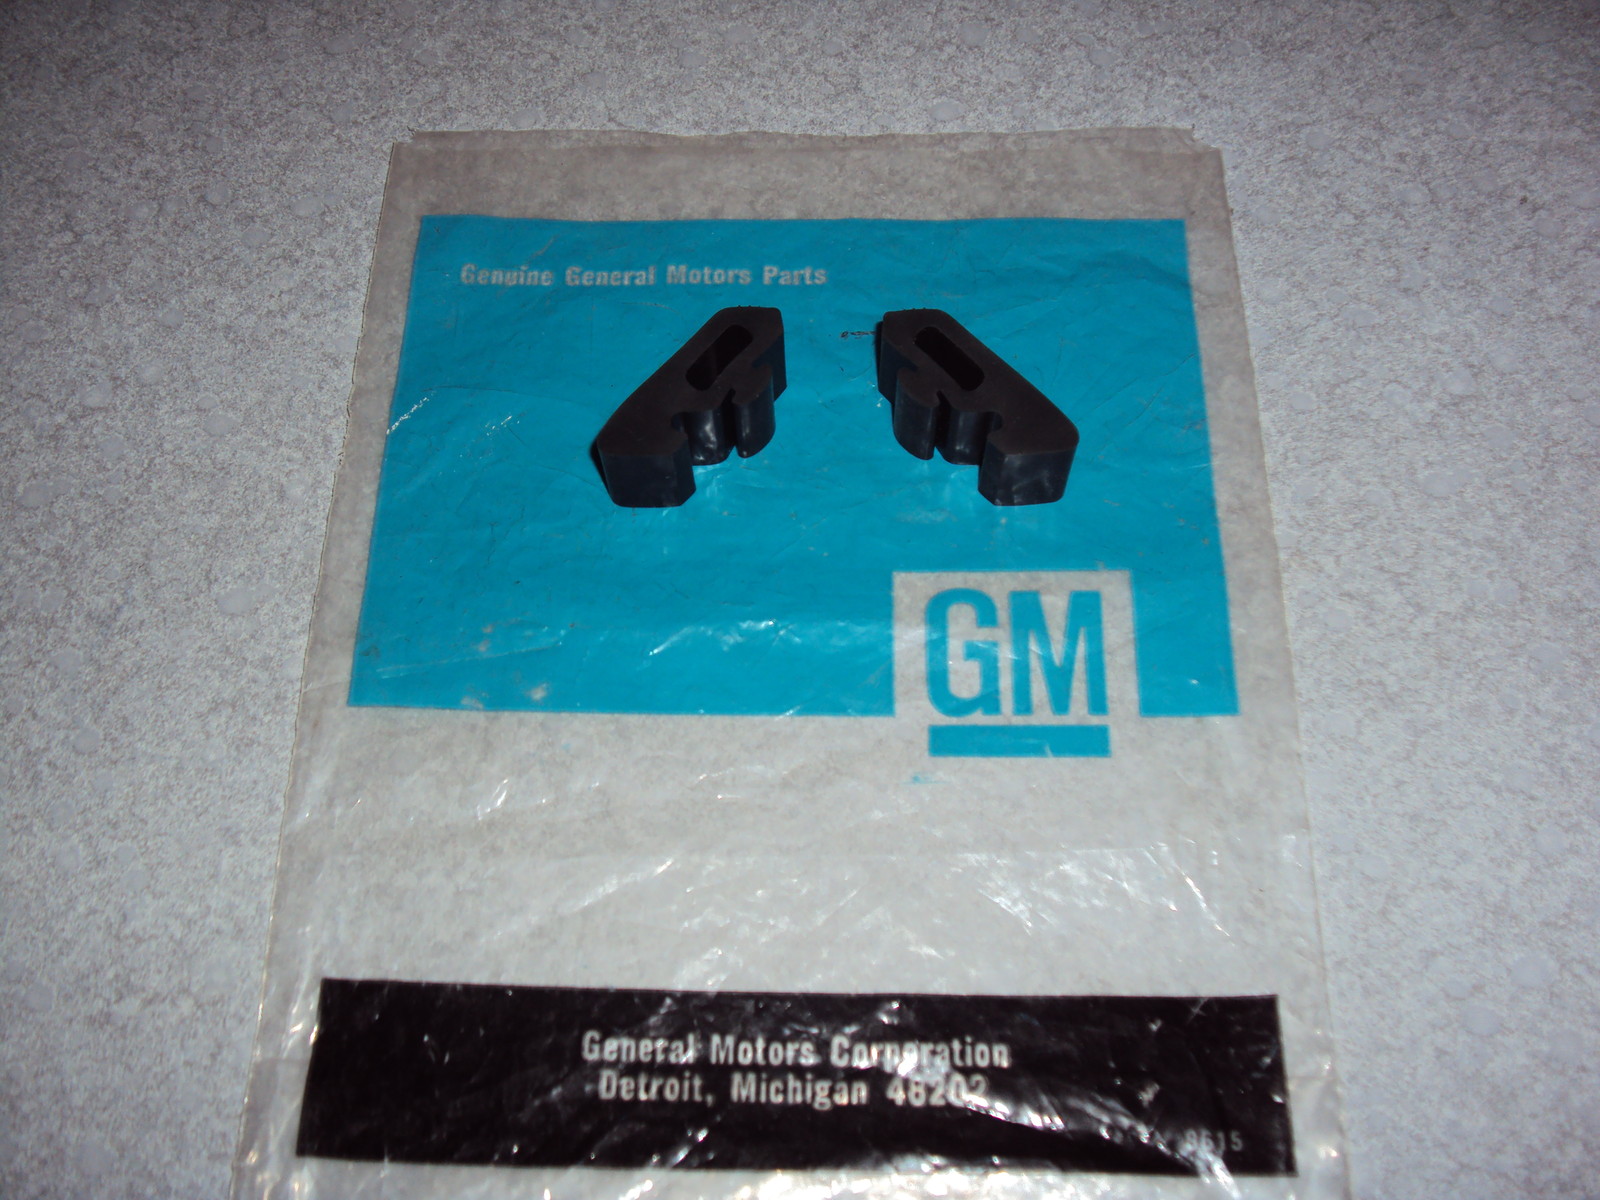 Genuine General Motors Parts
GM
General Motors Corporation
Detroit, Michigan 48202